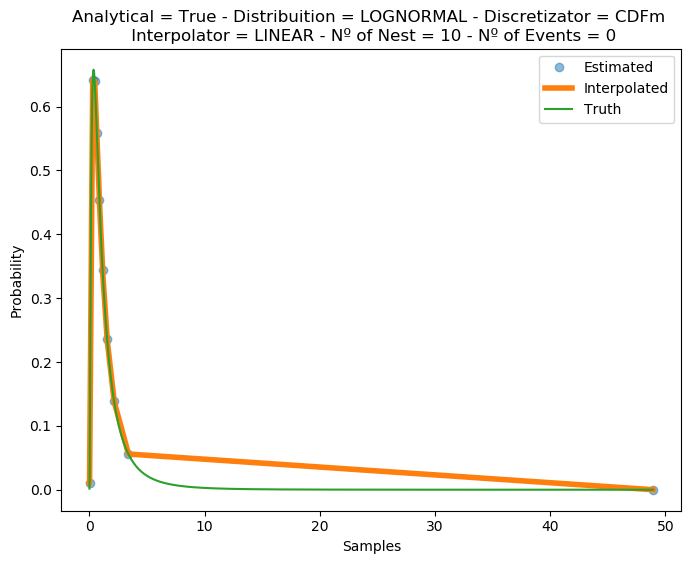 Analytical = True - Distribuition = LOGNORMAL - Discretizator = CDFm
Interpolator = LINEAR - Nº of Nest = 10 - Nº of Events = 0
Estimated
Interpolated
Truth
Probability
0.6
0.5
0.4
0.3
0.2
0.1
0.0
0 10 20 30 40 50
Samples